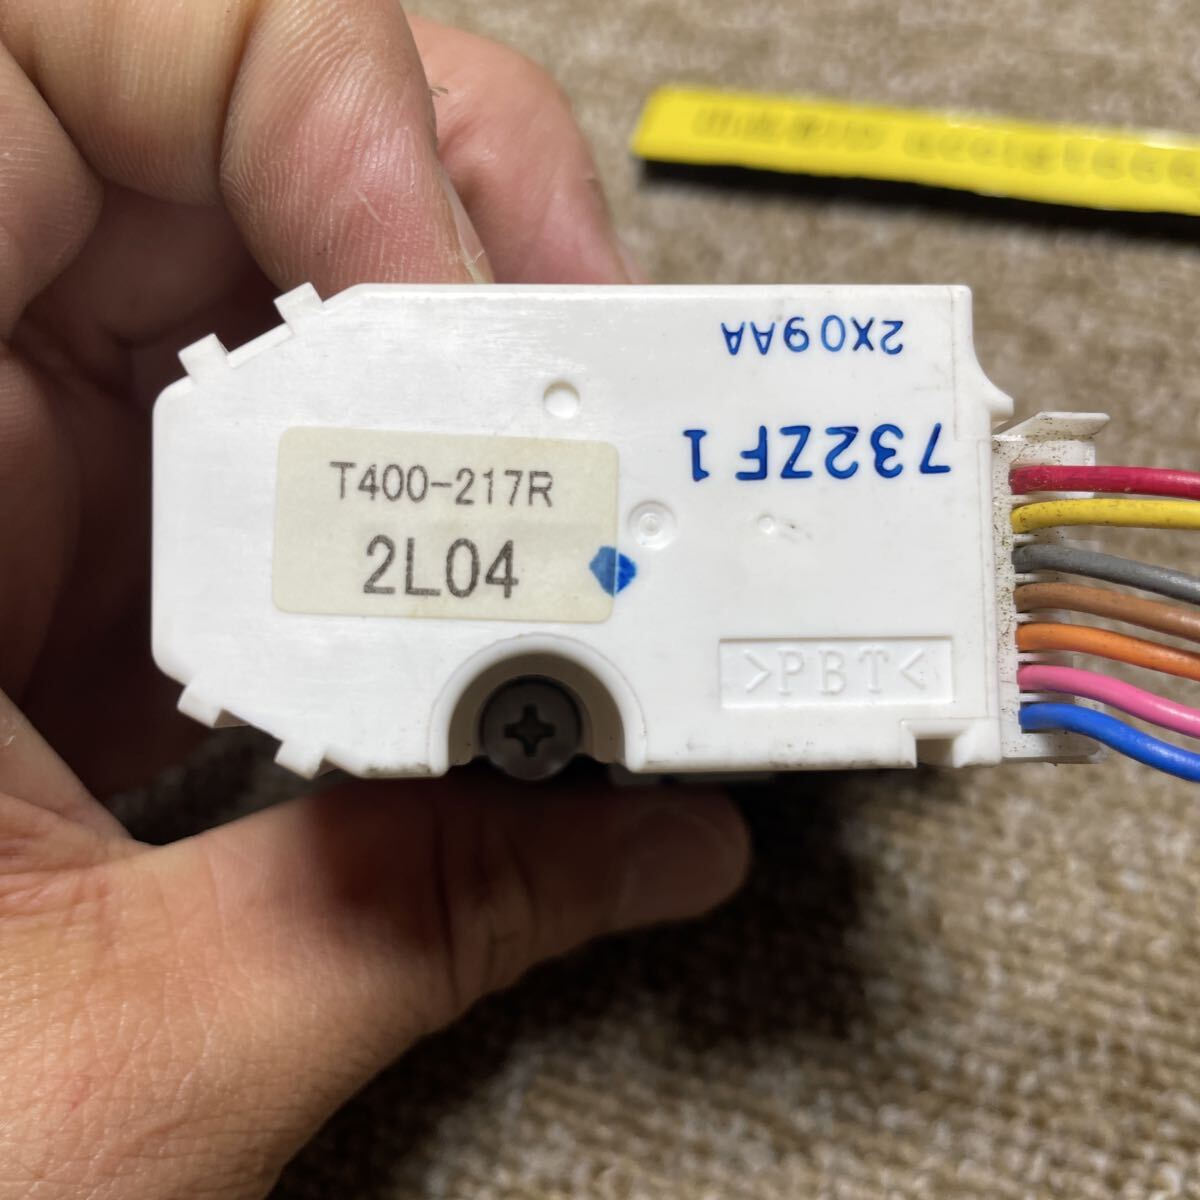 2X09AA
732ZF1
T400-217R
2L04
>PBT<